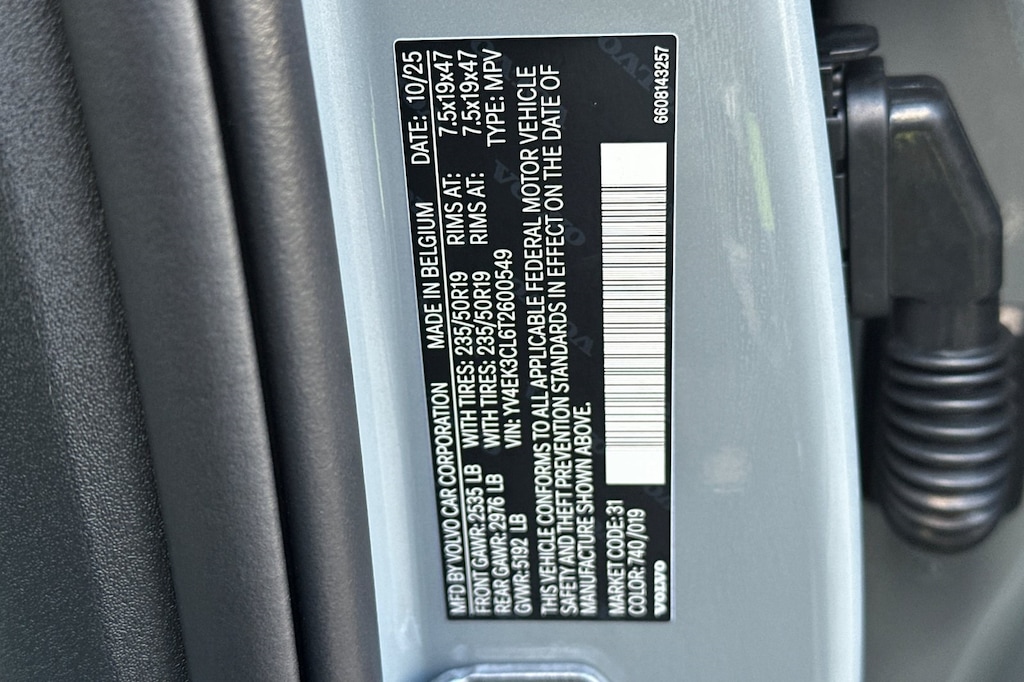 MFD BY VOLVO CAR CORPORATION MADE IN BELGIUM DATE: 10/25
FRONT GAWR: 2535 LB WITH TIRES: 235/50R19 RIMS AT: 7.5x19x47
REAR GAWR: 2976 LB WITH TIRES: 235/50R19 RIMS AT: 7.5x19x47
GVWR: 5192 LB VIN: YV4EK3CL6T2600549 TYPE: MPV
THIS VEHICLE CONFORMS TO ALL APPLICABLE FEDERAL MOTOR VEHICLE
SAFETY AND THEFT PREVENTION STANDARDS IN EFFECT ON THE DATE OF
MANUFACTURE SHOWN ABOVE.
MARKET CODE: 31
COLOR: 740/019
VOLVO
6608143257